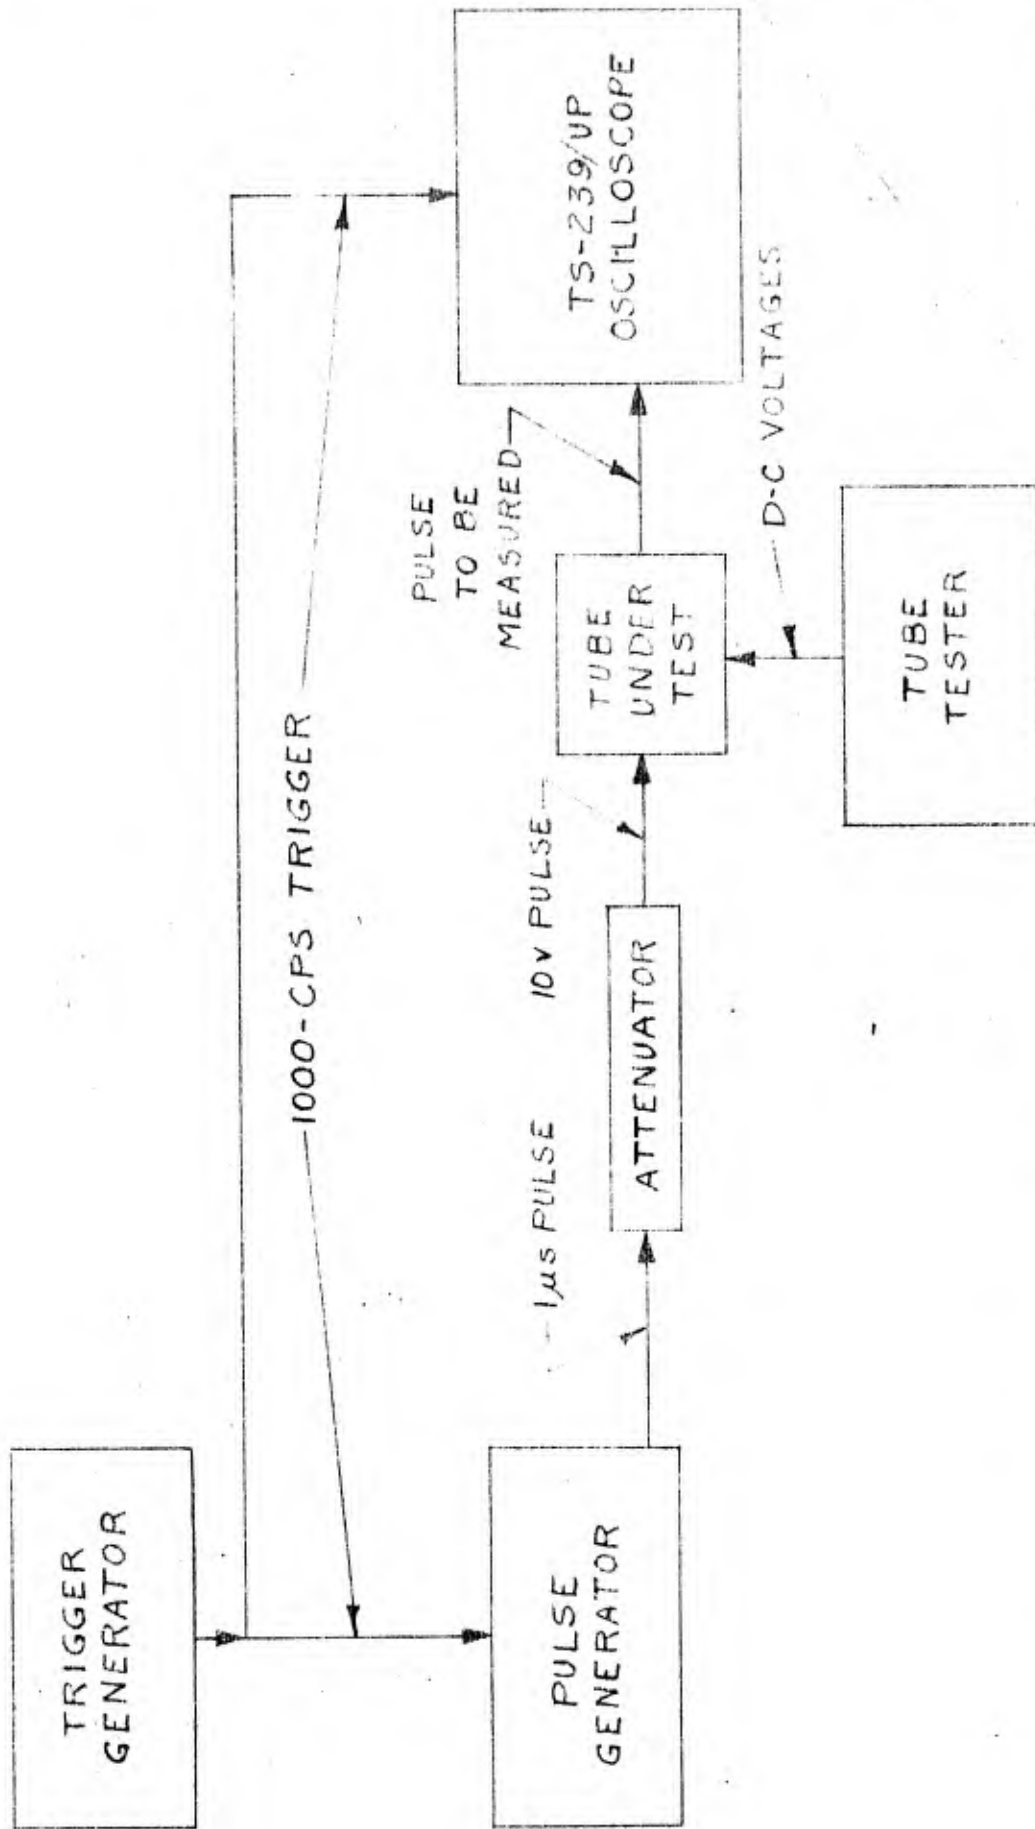 TRIGGER
GENERATOR
1000-CPS TRIGGER
PULSE
GENERATOR
1µs PULSE
ATTENUATOR
10v PULSE
TUBE
UNDER
TEST
PULSE
TO BE
MEASURED
TS-239/UP
OSCILLOSCOPE
D-C VOLTAGES
TUBE
TESTER